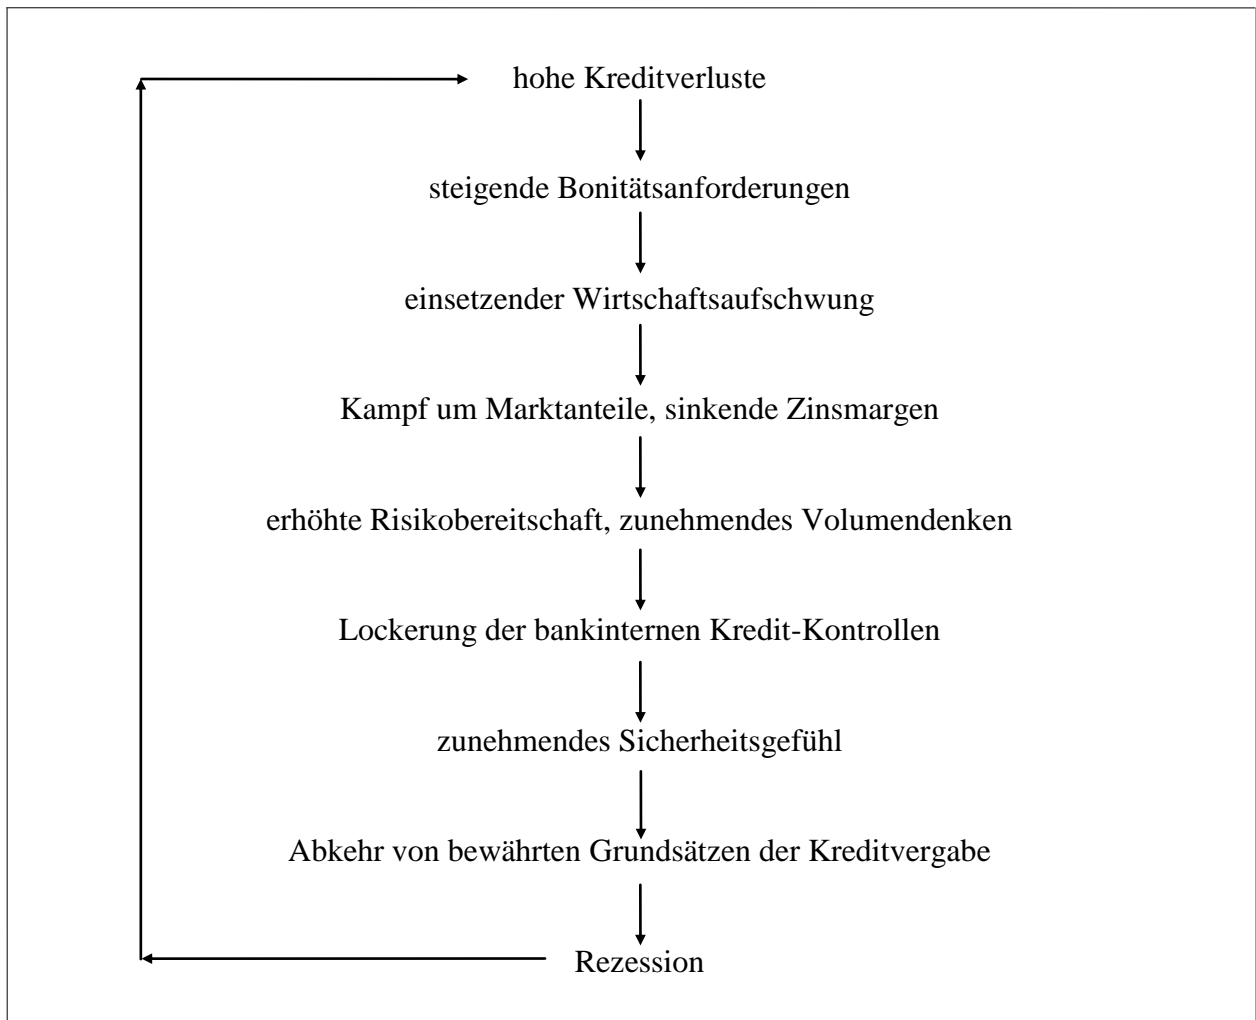 hohe Kreditverluste
steigende Bonitätsanforderungen
einsetzender Wirtschaftsaufschwung
Kampf um Marktanteile, sinkende Zinsmargen
erhöhte Risikobereitschaft, zunehmendes Volumendenken
Lockerung der bankinternen Kredit-Kontrollen
zunehmendes Sicherheitsgefühl
Abkehr von bewährten Grundsätzen der Kreditvergabe
Rezession